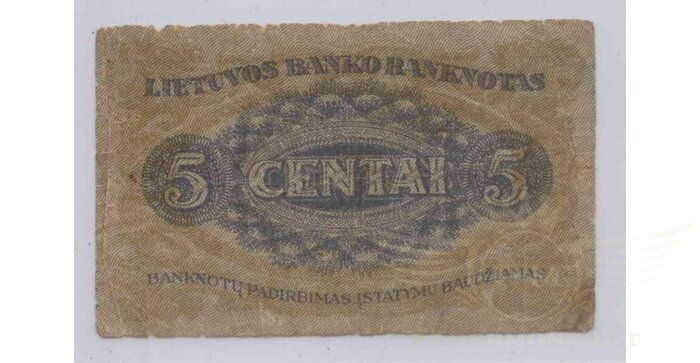 LIETUVOS BANKO BANKNOTAS
5 CENTAI 5
BANKNOTŲ PADIRBIMAS ĮSTATYMU BAUDŽIAMAS